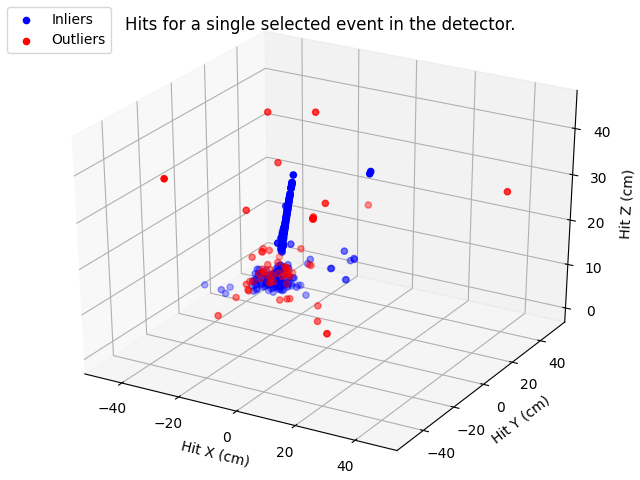 Hits for a single selected event in the detector.
Inliers
Outliers
40
30
20
10
0
Hit Z (cm)
−40
−20
0
20
40
Hit X (cm)
40
20
0
−20
−40
Hit Y (cm)